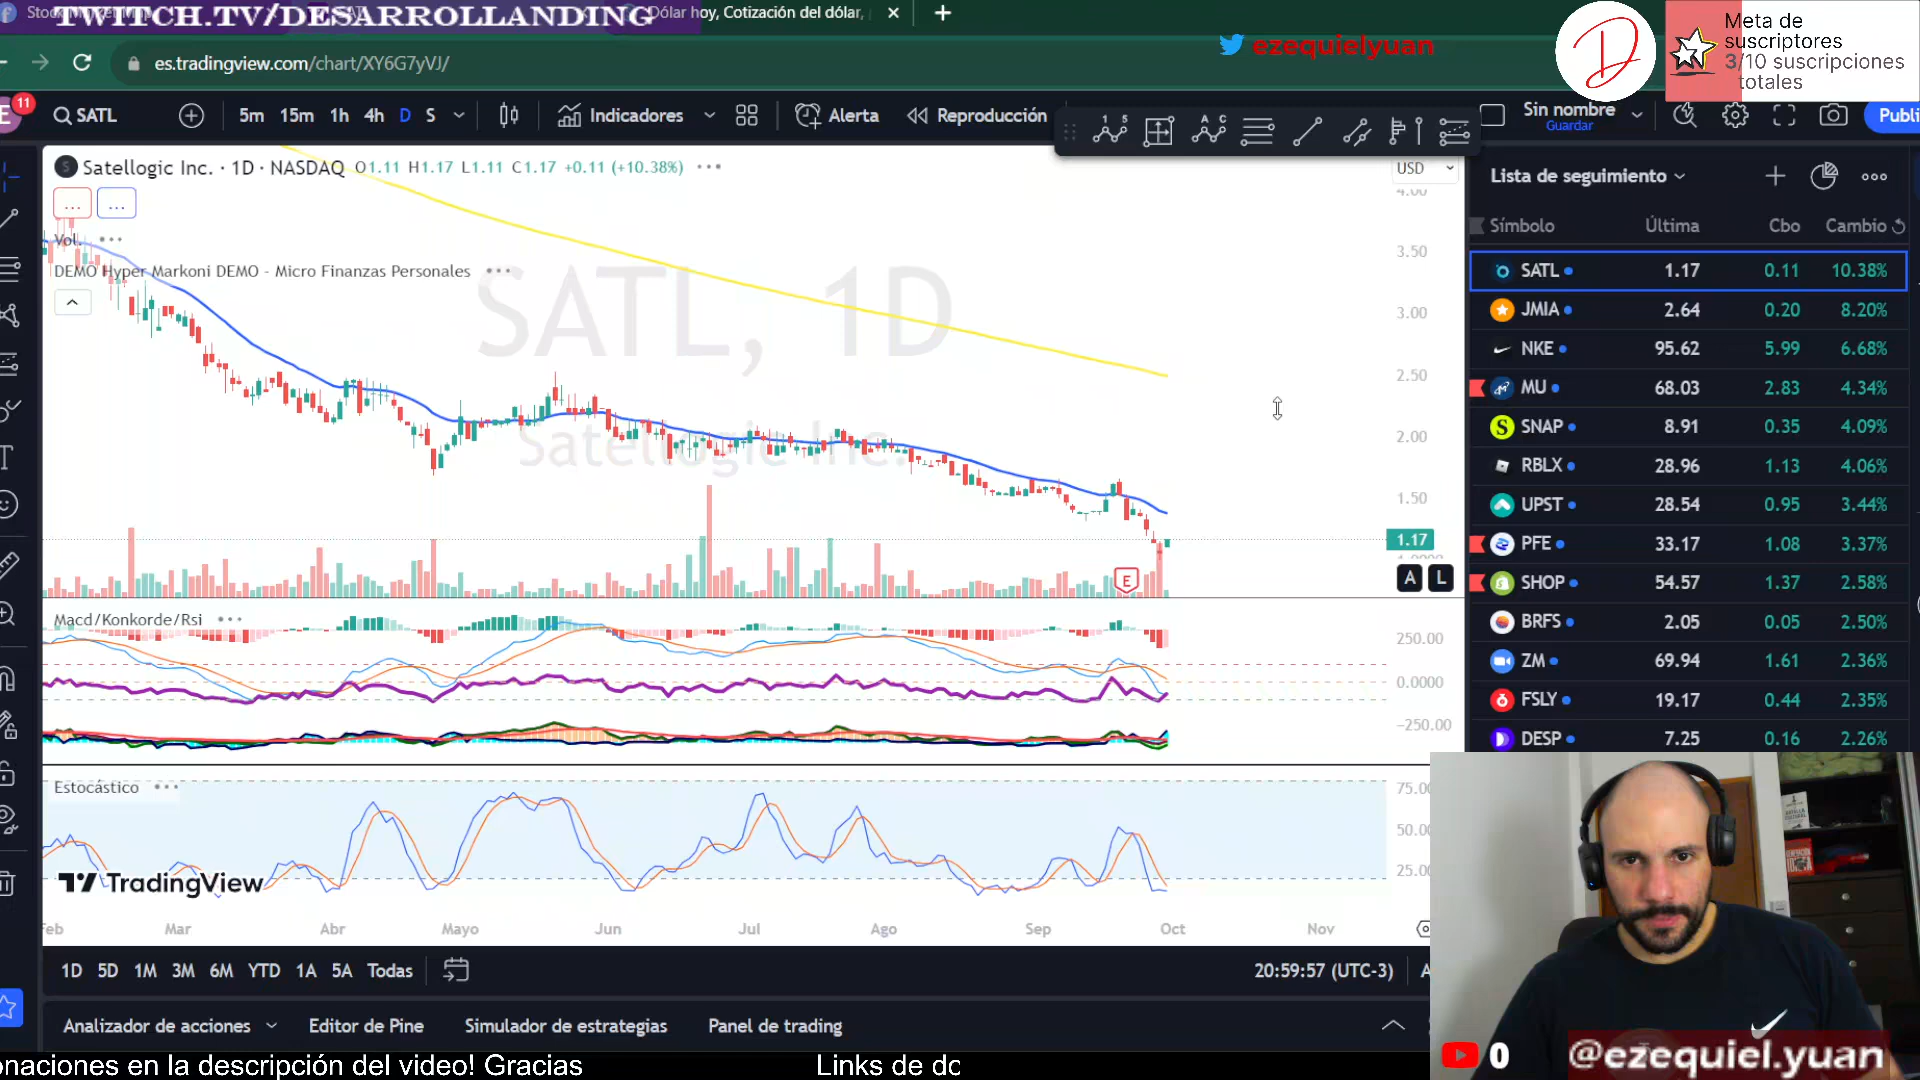 TWITCH.TV/DESARROLLANDING
Dólar hoy, Cotización del dólar,
es.tradingview.com/chart/XY6G7yVJ/
ezequielyuan
Meta de
suscriptores
3/10 suscripciones
totales
11
SATL
5m 15m 1h 4h D S
Indicadores
Alerta
Reproducción
Sin nombre
Guardar
Publi
Satellogic Inc. · 1D · NASDAQ O1.11 H1.17 L1.11 C1.17 +0.11 (+10.38%)
USD
Vol.
DEMO Hyper Markoni DEMO - Micro Finanzas Personales
SATL, 1D
Satellogic Inc.
4.00
3.50
3.00
2.50
2.00
1.50
1.17
A L
E
Macd/Konkorde/Rsi
250.00
0.0000
−250.00
Estocástico
75.00
50.00
25.00
TradingView
Feb Mar Abr Mayo Jun Jul Ago Sep Oct Nov
1D 5D 1M 3M 6M YTD 1A 5A Todas
20:59:57 (UTC-3)
Analizador de acciones Editor de Pine Simulador de estrategias Panel de trading
Lista de seguimiento
Símbolo Última Cbo Cambio
SATL 1.17 0.11 10.38%
JMIA 2.64 0.20 8.20%
NKE 95.62 5.99 6.68%
MU 68.03 2.83 4.34%
SNAP 8.91 0.35 4.09%
RBLX 28.96 1.13 4.06%
UPST 28.54 0.95 3.44%
PFE 33.17 1.08 3.37%
SHOP 54.57 1.37 2.58%
BRFS 2.05 0.05 2.50%
ZM 69.94 1.61 2.36%
FSLY 19.17 0.44 2.35%
DESP 7.25 0.16 2.26%
0 @ezequiel.yuan
onaciones en la descripción del video! Gracias
Links de do